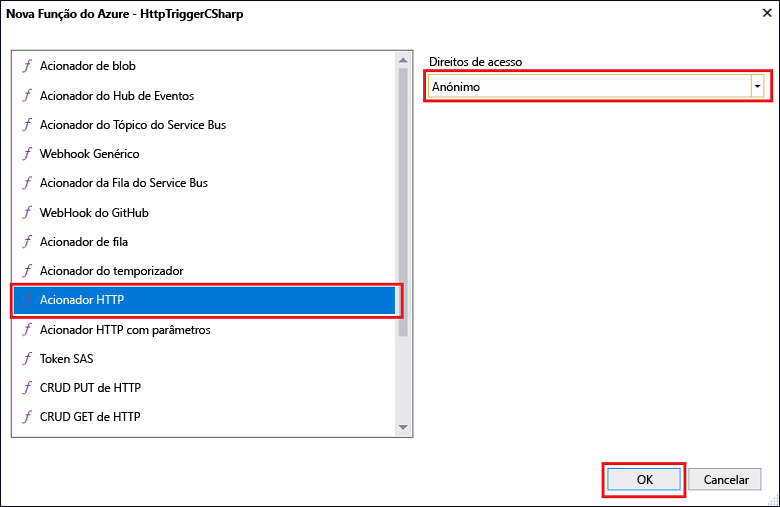 Nova Função do Azure - HttpTriggerCSharp
Acionador de blob
Acionador do Hub de Eventos
Acionador do Tópico do Service Bus
Webhook Genérico
Acionador da Fila do Service Bus
WebHook do GitHub
Acionador de fila
Acionador do temporizador
Acionador HTTP
Acionador HTTP com parâmetros
Token SAS
CRUD PUT de HTTP
CRUD GET de HTTP
Direitos de acesso
Anónimo
OK
Cancelar